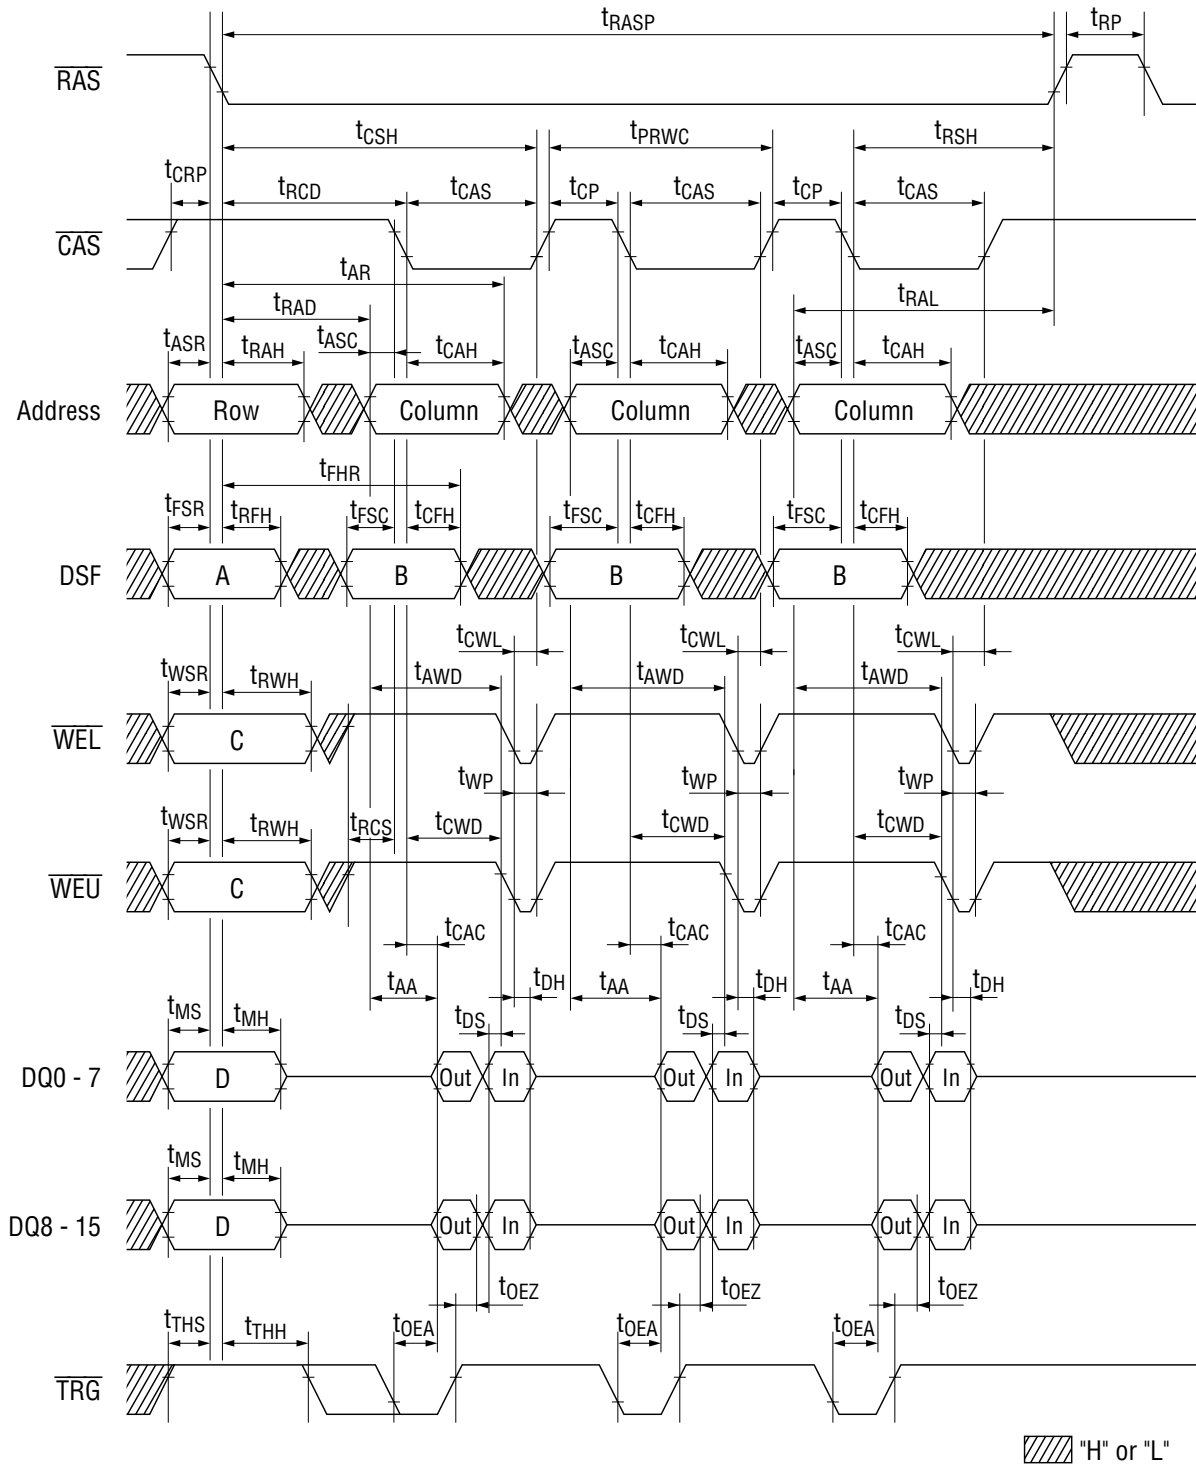 tRASP tRP
RAS
tCSH tPRWC tRSH
tCRP tRCD tCAS tCP tCAS tCP tCAS
CAS
tAR
tRAD tRAL
tASR tRAH tASC tCAH tASC tCAH tASC tCAH
Address Row Column Column Column
tFHR
tFSR tRFH tFSC tCFH tFSC tCFH tFSC tCFH
DSF A B B B
tCWL tCWL tCWL
tWSR tRWH tAWD tAWD tAWD
WEL C
tWP tWP tWP
tWSR tRWH tRCS tCWD tCWD tCWD
WEU C
tCAC tCAC tCAC
tAA tDH tAA tDH tAA tDH
tMS tMH tDS tDS tDS
DQ0 - 7 D Out In Out In Out In
tMS tMH
DQ8 - 15 D Out In Out In Out In
tOEZ tOEZ tOEZ
tTHS tTHH tOEA tOEA tOEA
TRG
"H" or "L"